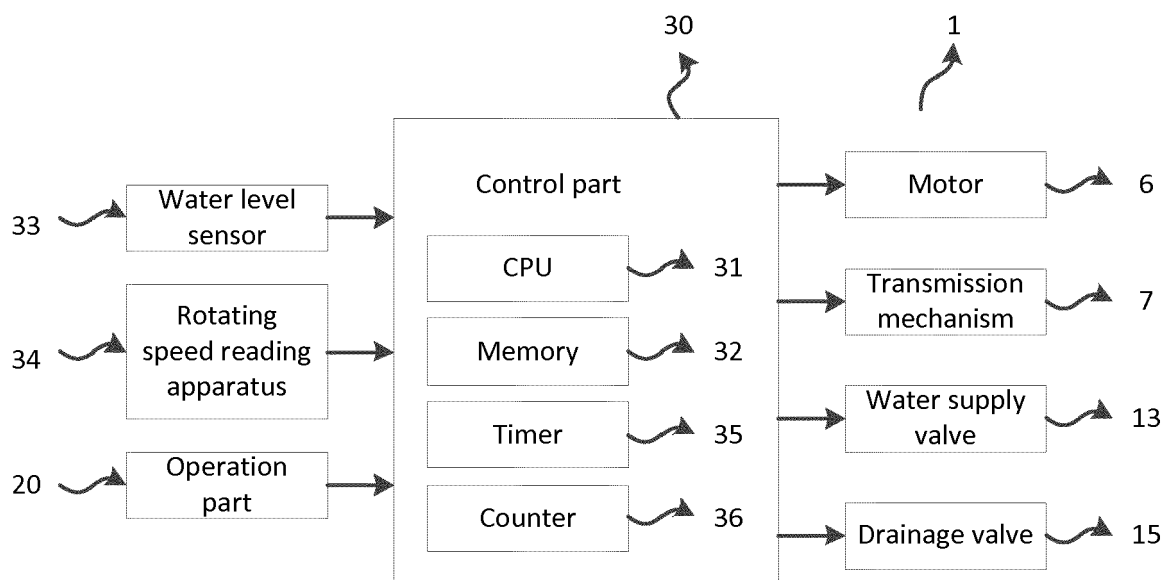 30
1
Control part
33
Water level
sensor
34
Rotating
speed reading
apparatus
20
Operation
part
CPU
31
Memory
32
Timer
35
Counter
36
Motor
6
Transmission
mechanism
7
Water supply
valve
13
Drainage valve
15